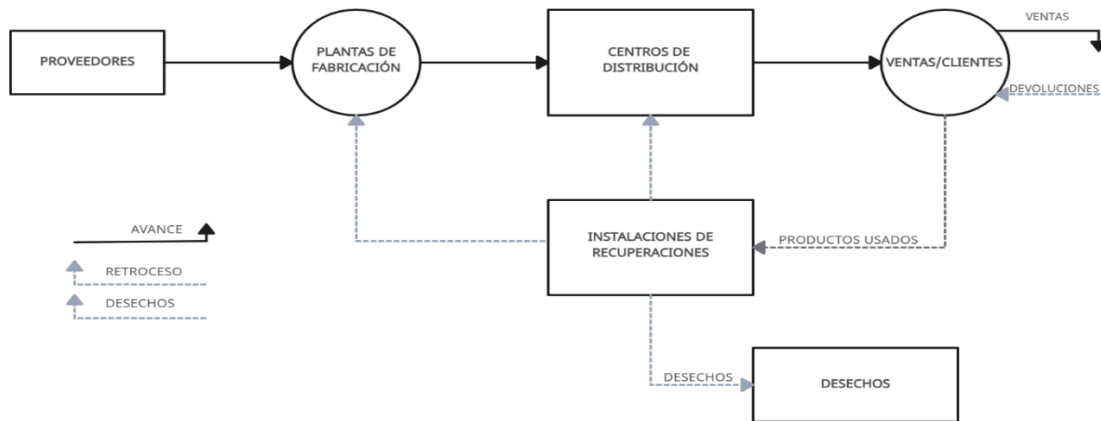 PROVEEDORES
PLANTAS DE
FABRICACIÓN
CENTROS DE
DISTRIBUCIÓN
VENTAS/CLIENTES
VENTAS
DEVOLUCIONES
AVANCE
RETROCESO
DESECHOS
INSTALACIONES DE
RECUPERACIONES
PRODUCTOS USADOS
DESECHOS
DESECHOS